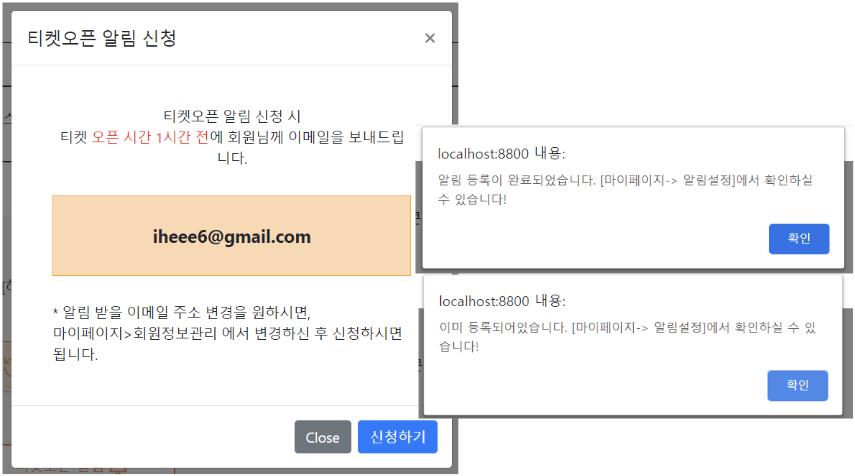 티켓오픈 알림 신청
×
티켓오픈 알림 신청 시
티켓 오픈 시간 1시간 전에 회원님께 이메일을 보내드립
니다.
iheee6@gmail.com
* 알림 받을 이메일 주소 변경을 원하시면,
마이페이지>회원정보관리 에서 변경하신 후 신청하시면
됩니다.
Close
신청하기
localhost:8800 내용:
알림 등록이 완료되었습니다. [마이페이지-> 알림설정]에서 확인하실
수 있습니다!
확인
localhost:8800 내용:
이미 등록되어있습니다. [마이페이지-> 알림설정]에서 확인하실 수 있
습니다!
확인